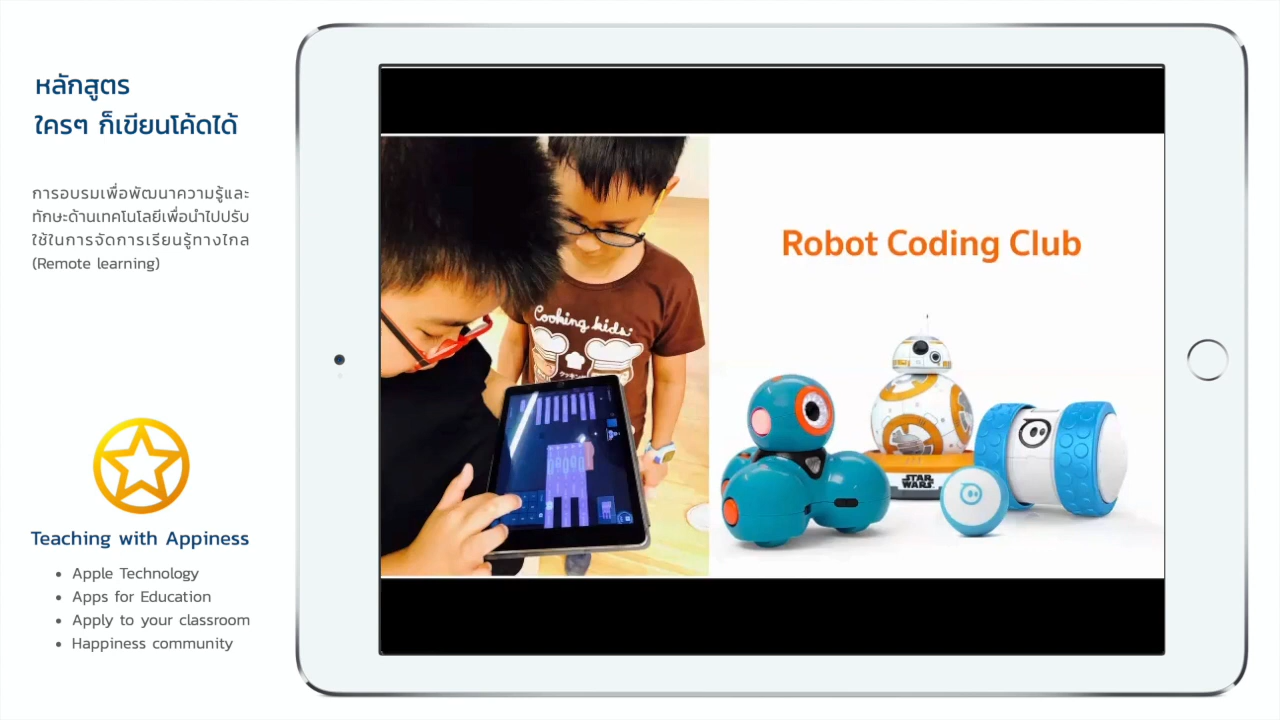 หลักสูตร
ใครๆ ก็เขียนโค้ดได้
การอบรมเพื่อพัฒนาความรู้และ
ทักษะด้านเทคโนโลยีเพื่อนำไปปรับ
ใช้ในการจัดการเรียนรู้ทางไกล
(Remote learning)
Teaching with Appiness
• Apple Technology
• Apps for Education
• Apply to your classroom
• Happiness community
Robot Coding Club
Cooking kids:
STAR
WARS